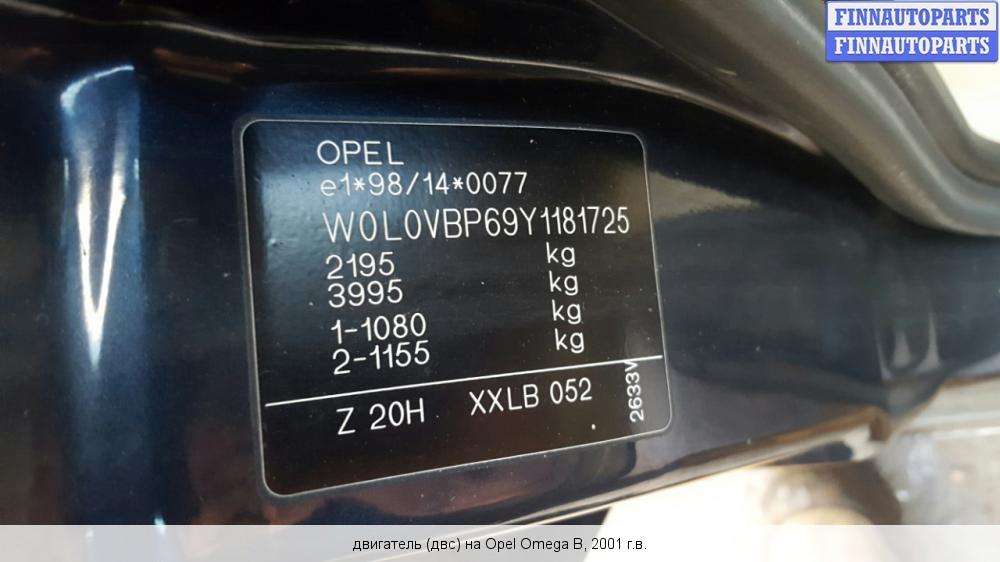 FINNAUTOPARTS
FINNAUTOPARTS
OPEL
e1*98/14*0077
W0L0VBP69Y1181725
2195 kg
3995 kg
1-1080 kg
2-1155 kg
Z 20H XXLB 052
2633V
двигатель (двс) на Opel Omega B, 2001 г.в.